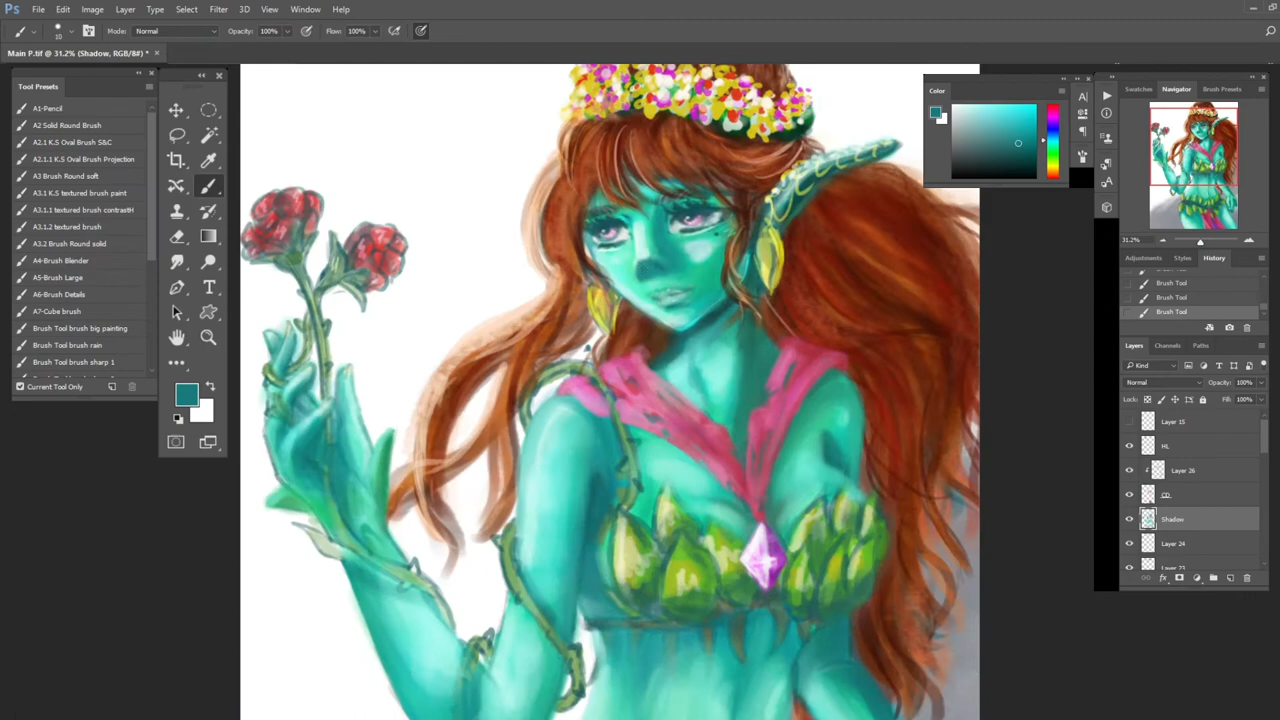 Ps File Edit Image Layer Type Select Filter 3D View Window Help
Mode: Normal Opacity: 100% Flow: 100%
Main P.tif @ 31.2% (Shadow, RGB/8#) * ×
Tool Presets
A1-Pencil
A2 Solid Round Brush
A2.1 K.S Oval Brush S&C
A2.1.1 K.S Oval Brush Projection
A3 Brush Round soft
A3.1 K.S textured brush paint
A3.1.1 textured brush contrastH
A3.1.2 textured brush
A3.2 Brush Round solid
A4-Brush Blender
A5-Brush Large
A6-Brush Details
A7-Cube brush
Brush Tool brush big painting
Brush Tool brush rain
Brush Tool brush sharp 1
Current Tool Only
Color
Swatches Navigator Brush Presets
31.2%
Adjustments Styles History
Brush Tool
Brush Tool
Brush Tool
Layers Channels Paths
Kind
Normal Opacity: 100%
Lock: Fill: 100%
Layer 15
HL
Layer 26
Shadow
Layer 24